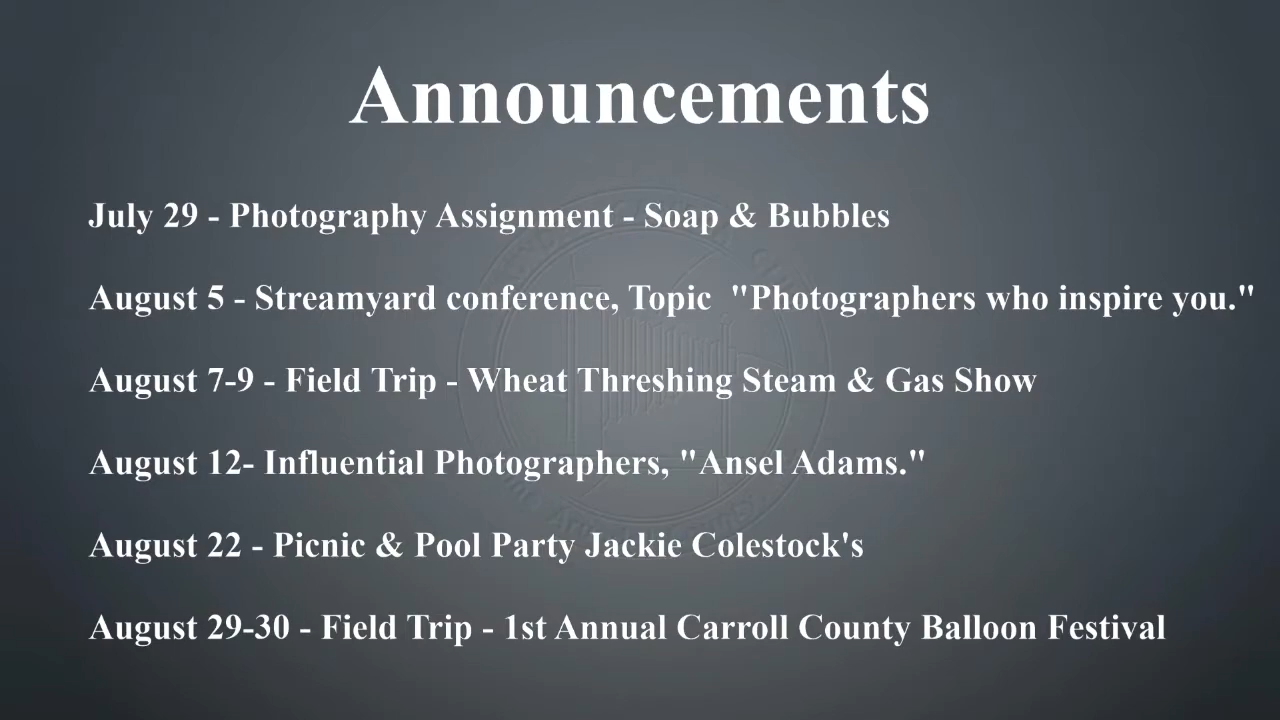 Announcements
July 29 - Photography Assignment - Soap & Bubbles
August 5 - Streamyard conference, Topic  "Photographers who inspire you."
August 7-9 - Field Trip - Wheat Threshing Steam & Gas Show
August 12- Influential Photographers, "Ansel Adams."
August 22 - Picnic & Pool Party Jackie Colestock's
August 29-30 - Field Trip - 1st Annual Carroll County Balloon Festival